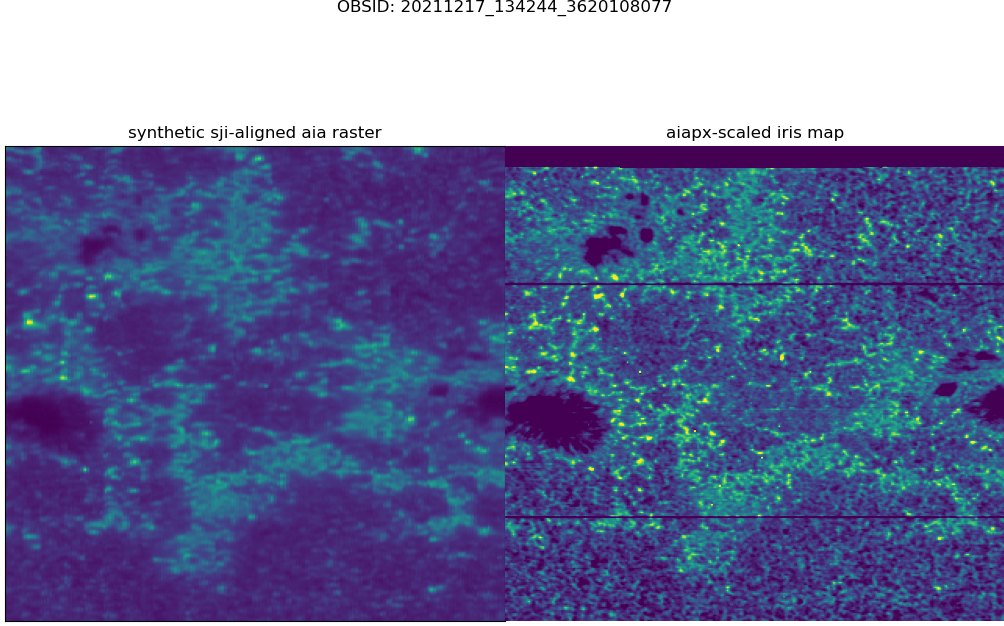 OBSID: 20211217_134244_3620108077
synthetic sji-aligned aia raster
aiapx-scaled iris map